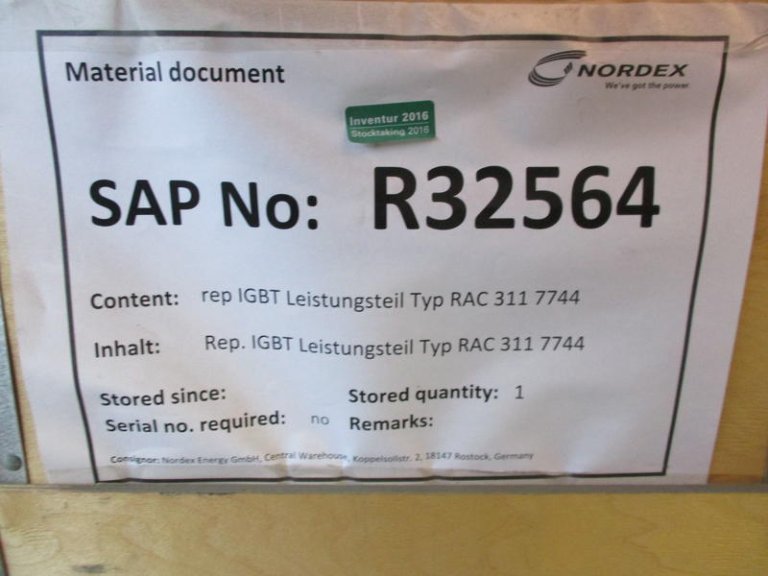 Material document
NORDEX
We've got the power.
Inventur 2016
Stocktaking 2016
SAP No: R32564
Content: rep IGBT Leistungsteil Typ RAC 311 7744
Inhalt: Rep. IGBT Leistungsteil Typ RAC 311 7744
Stored since: Stored quantity: 1
Serial no. required: no Remarks:
Consignor: Nordex Energy GmbH, Central Warehouse, Koppelsollstr. 2, 18147 Rostock, Germany